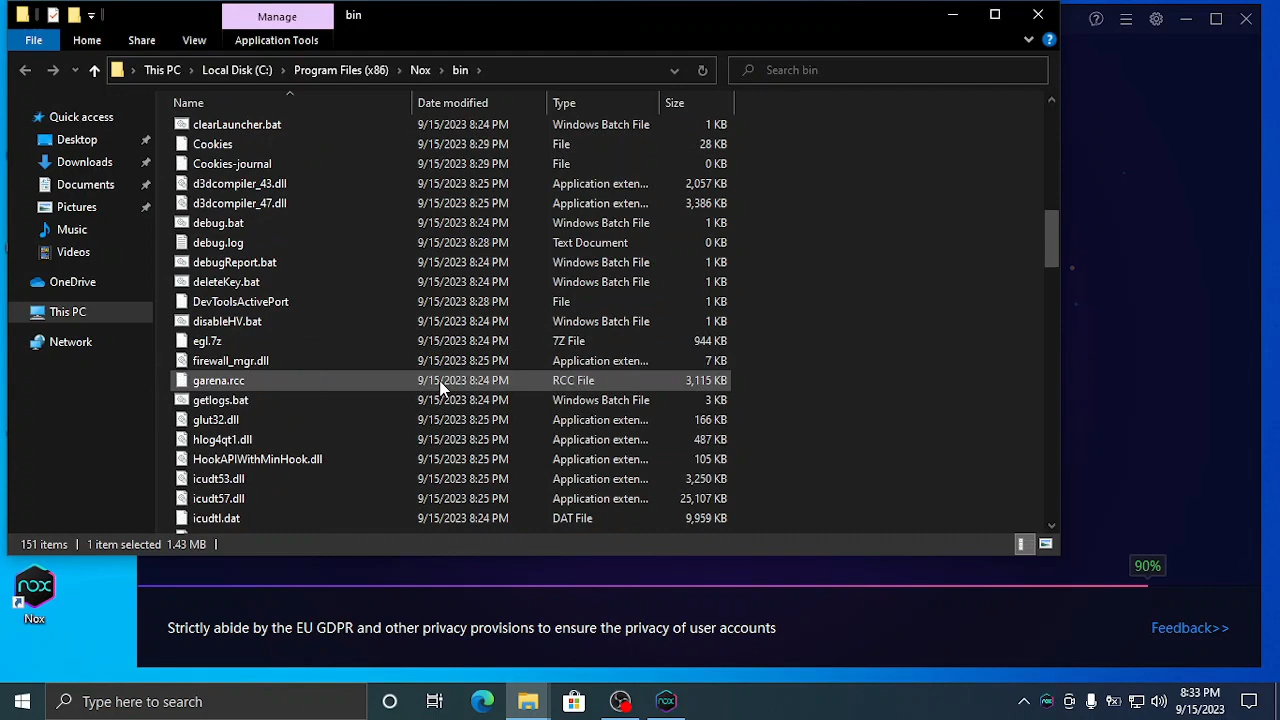 Manage
bin
File
Home
Share
View
Application Tools
This PC
Local Disk (C:)
Program Files (x86)
Nox
bin
Search bin
Quick access
Desktop
Downloads
Documents
Pictures
Music
Videos
OneDrive
This PC
Network
Name Date modified Type Size
clearLauncher.bat 9/15/2023 8:24 PM Windows Batch File 1 KB
Cookies 9/15/2023 8:29 PM File 28 KB
Cookies-journal 9/15/2023 8:29 PM File 0 KB
d3dcompiler_43.dll 9/15/2023 8:25 PM Application exten... 2,057 KB
d3dcompiler_47.dll 9/15/2023 8:25 PM Application exten... 3,386 KB
debug.bat 9/15/2023 8:24 PM Windows Batch File 1 KB
debug.log 9/15/2023 8:28 PM Text Document 0 KB
debugReport.bat 9/15/2023 8:24 PM Windows Batch File 1 KB
deleteKey.bat 9/15/2023 8:24 PM Windows Batch File 1 KB
DevToolsActivePort 9/15/2023 8:28 PM File 1 KB
disableHV.bat 9/15/2023 8:24 PM Windows Batch File 1 KB
egl.7z 9/15/2023 8:24 PM 7Z File 944 KB
firewall_mgr.dll 9/15/2023 8:25 PM Application exten... 7 KB
garena.rcc 9/15/2023 8:24 PM RCC File 3,115 KB
getlogs.bat 9/15/2023 8:24 PM Windows Batch File 3 KB
glut32.dll 9/15/2023 8:25 PM Application exten... 166 KB
hlog4qt1.dll 9/15/2023 8:25 PM Application exten... 487 KB
HookAPIWithMinHook.dll 9/15/2023 8:25 PM Application exten... 105 KB
icudt53.dll 9/15/2023 8:25 PM Application exten... 3,250 KB
icudt57.dll 9/15/2023 8:25 PM Application exten... 25,107 KB
icudtl.dat 9/15/2023 8:24 PM DAT File 9,959 KB
151 items 1 item selected 1.43 MB
90%
nox
Nox
Strictly abide by the EU GDPR and other privacy provisions to ensure the privacy of user accounts
Feedback>>
Type here to search
8:33 PM
9/15/2023